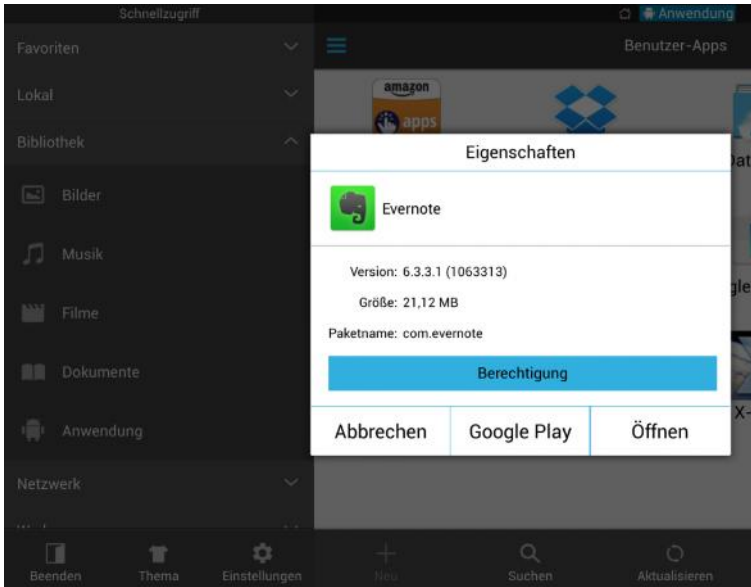 Schnellzugriff
Anwendung
Favoriten
Benutzer-Apps
Lokal
amazon
apps
Bibliothek
Eigenschaften
Dat
Bilder
Evernote
Musik
Version: 6.3.3.1 (1063313)
gle
Größe: 21,12 MB
Filme
Paketname: com.evernote
Dokumente
Berechtigung
X-
Anwendung
Abbrechen
Google Play
Öffnen
Netzwerk
Beenden
Thema
Einstellungen
Neu
Suchen
Aktualisieren